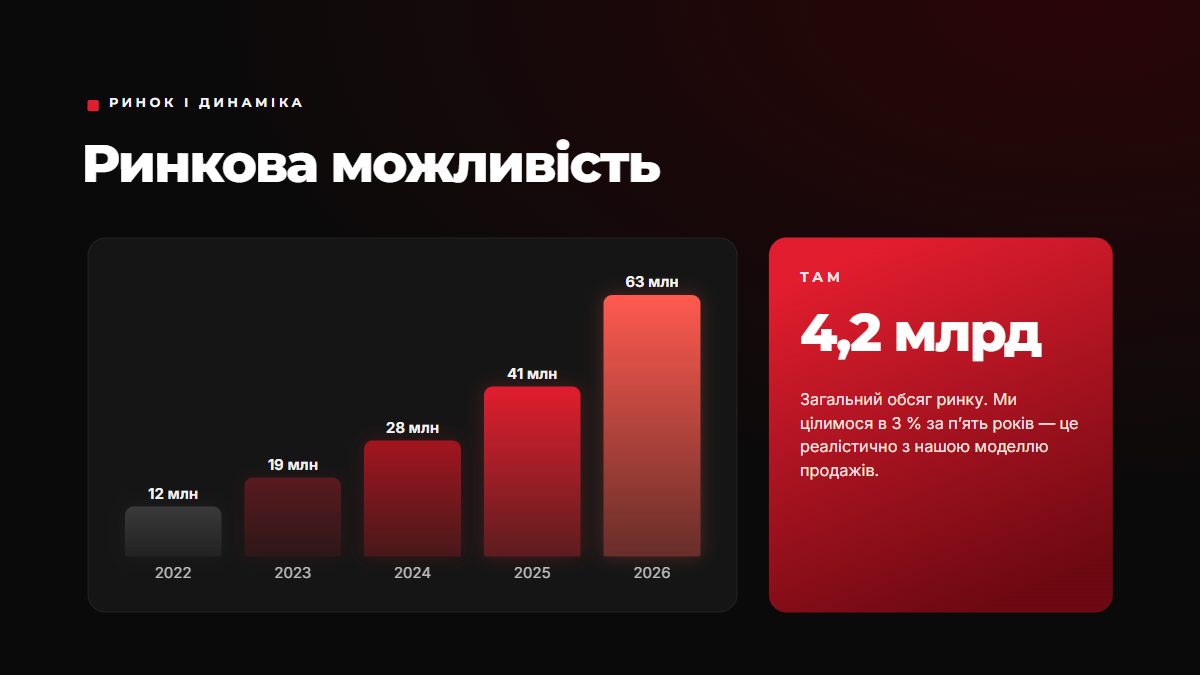 РИНОК І ДИНАМІКА
Ринкова можливість
63 млн
41 млн
28 млн
19 млн
12 млн
2022 2023 2024 2025 2026
TAM
4,2 млрд
Загальний обсяг ринку. Ми
цілимося в 3 % за п’ять років — це
реалістично з нашою моделлю
продажів.